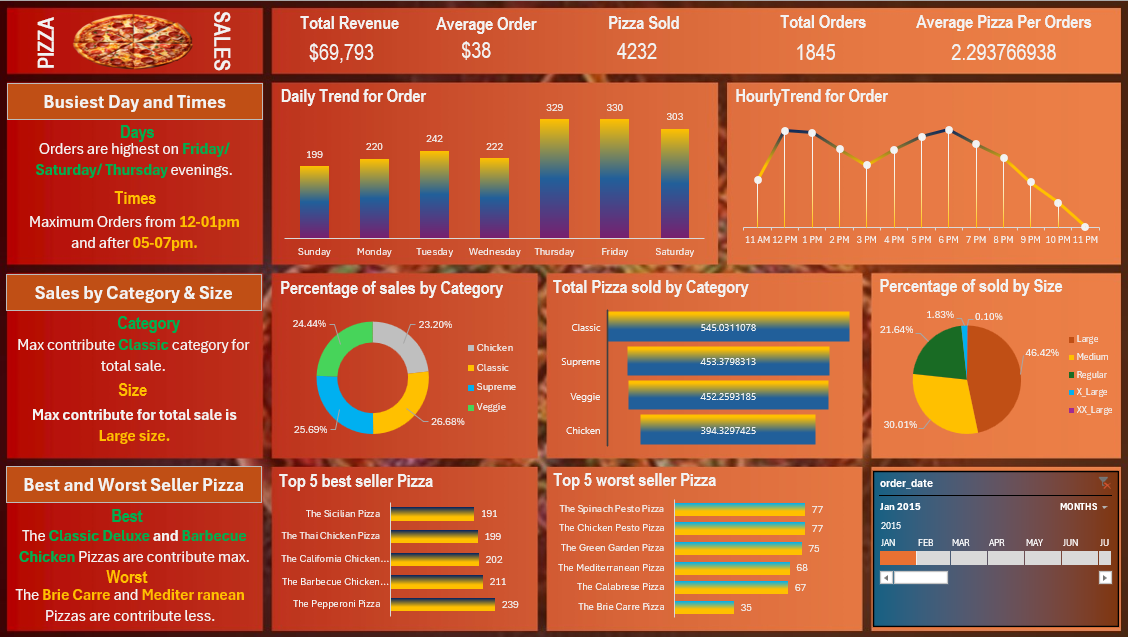 PIZZA
SALES
Total Revenue
$69,793
Average Order
$38
Pizza Sold
4232
Total Orders
1845
Average Pizza Per Orders
2.293766938
Busiest Day and Times
Days
Orders are highest on Friday/
Saturday/ Thursday evenings.
Times
Maximum Orders from 12-01pm
and after 05-07pm.
Daily Trend for Order
199
220
242
222
329
330
303
Sunday
Monday
Tuesday
Wednesday
Thursday
Friday
Saturday
HourlyTrend for Order
11 AM 12 PM 1 PM 2 PM 3 PM 4 PM 5 PM 6 PM 7 PM 8 PM 9 PM 10 PM 11 PM
Sales by Category & Size
Category
Max contribute Classic category for
total sale.
Size
Max contribute for total sale is
Large size.
Percentage of sales by Category
24.44%
23.20%
25.69%
26.68%
Chicken
Classic
Supreme
Veggie
Total Pizza sold by Category
Classic 545.0311078
Supreme 453.3798313
Veggie 452.2593185
Chicken 394.3297425
Percentage of sold by Size
1.83%
0.10%
21.64%
46.42%
30.01%
Large
Medium
Regular
X_Large
XX_Large
Best and Worst Seller Pizza
Best
The Classic Deluxe and Barbecue
Chicken Pizzas are contribute max.
Worst
The Brie Carre and Mediter ranean
Pizzas are contribute less.
Top 5 best seller Pizza
The Sicilian Pizza 191
The Thai Chicken Pizza 199
The California Chicken... 202
The Barbecue Chicken... 211
The Pepperoni Pizza 239
Top 5 worst seller Pizza
The Spinach Pesto Pizza 77
The Chicken Pesto Pizza 77
The Green Garden Pizza 75
The Mediterranean Pizza 68
The Calabrese Pizza 67
The Brie Carre Pizza 35
order_date
Jan 2015 MONTHS
2015
JAN FEB MAR APR MAY JUN JU